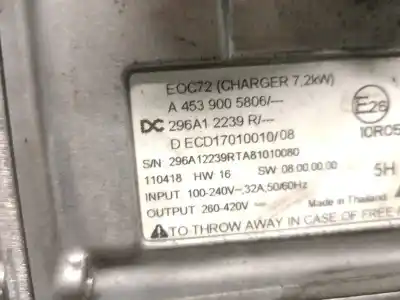 EOC72 (CHARGER 7,2kW)
A 453 900 5806/---
DC 296A1 2239 R/---
D ECD17010010/08
S/N: 296A12239RTA81010080
110418 HW 16 SW: 08.00.00.00
INPUT 100-240V~,32A,50/60Hz
OUTPUT 260-420V
E26
10R05
5H
Made in Thailand
TO THROW AWAY IN CASE OF FREE